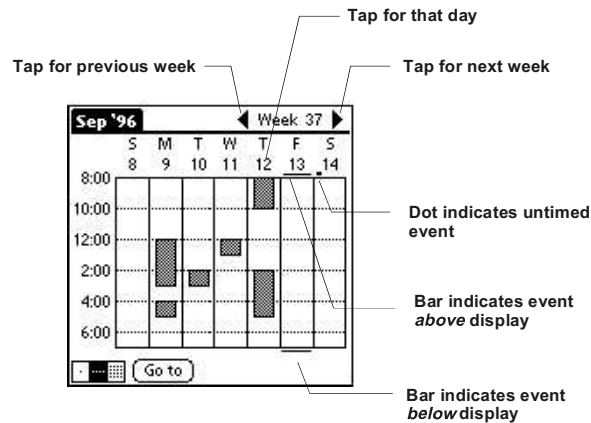 Tap for that day
Tap for previous week
Tap for next week
Sep '96
Week 37
S M T W T F S
8 9 10 11 12 13 14
8:00
10:00
12:00
2:00
4:00
6:00
Go to
Dot indicates untimed
event
Bar indicates event
above display
Bar indicates event
below display